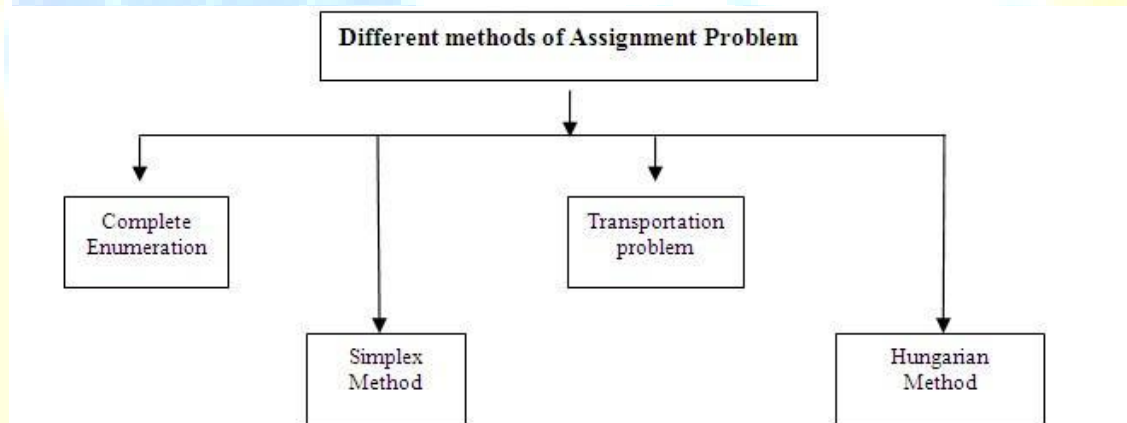 Different methods of Assignment Problem
Complete
Enumeration
Transportation
problem
Simplex
Method
Hungarian
Method